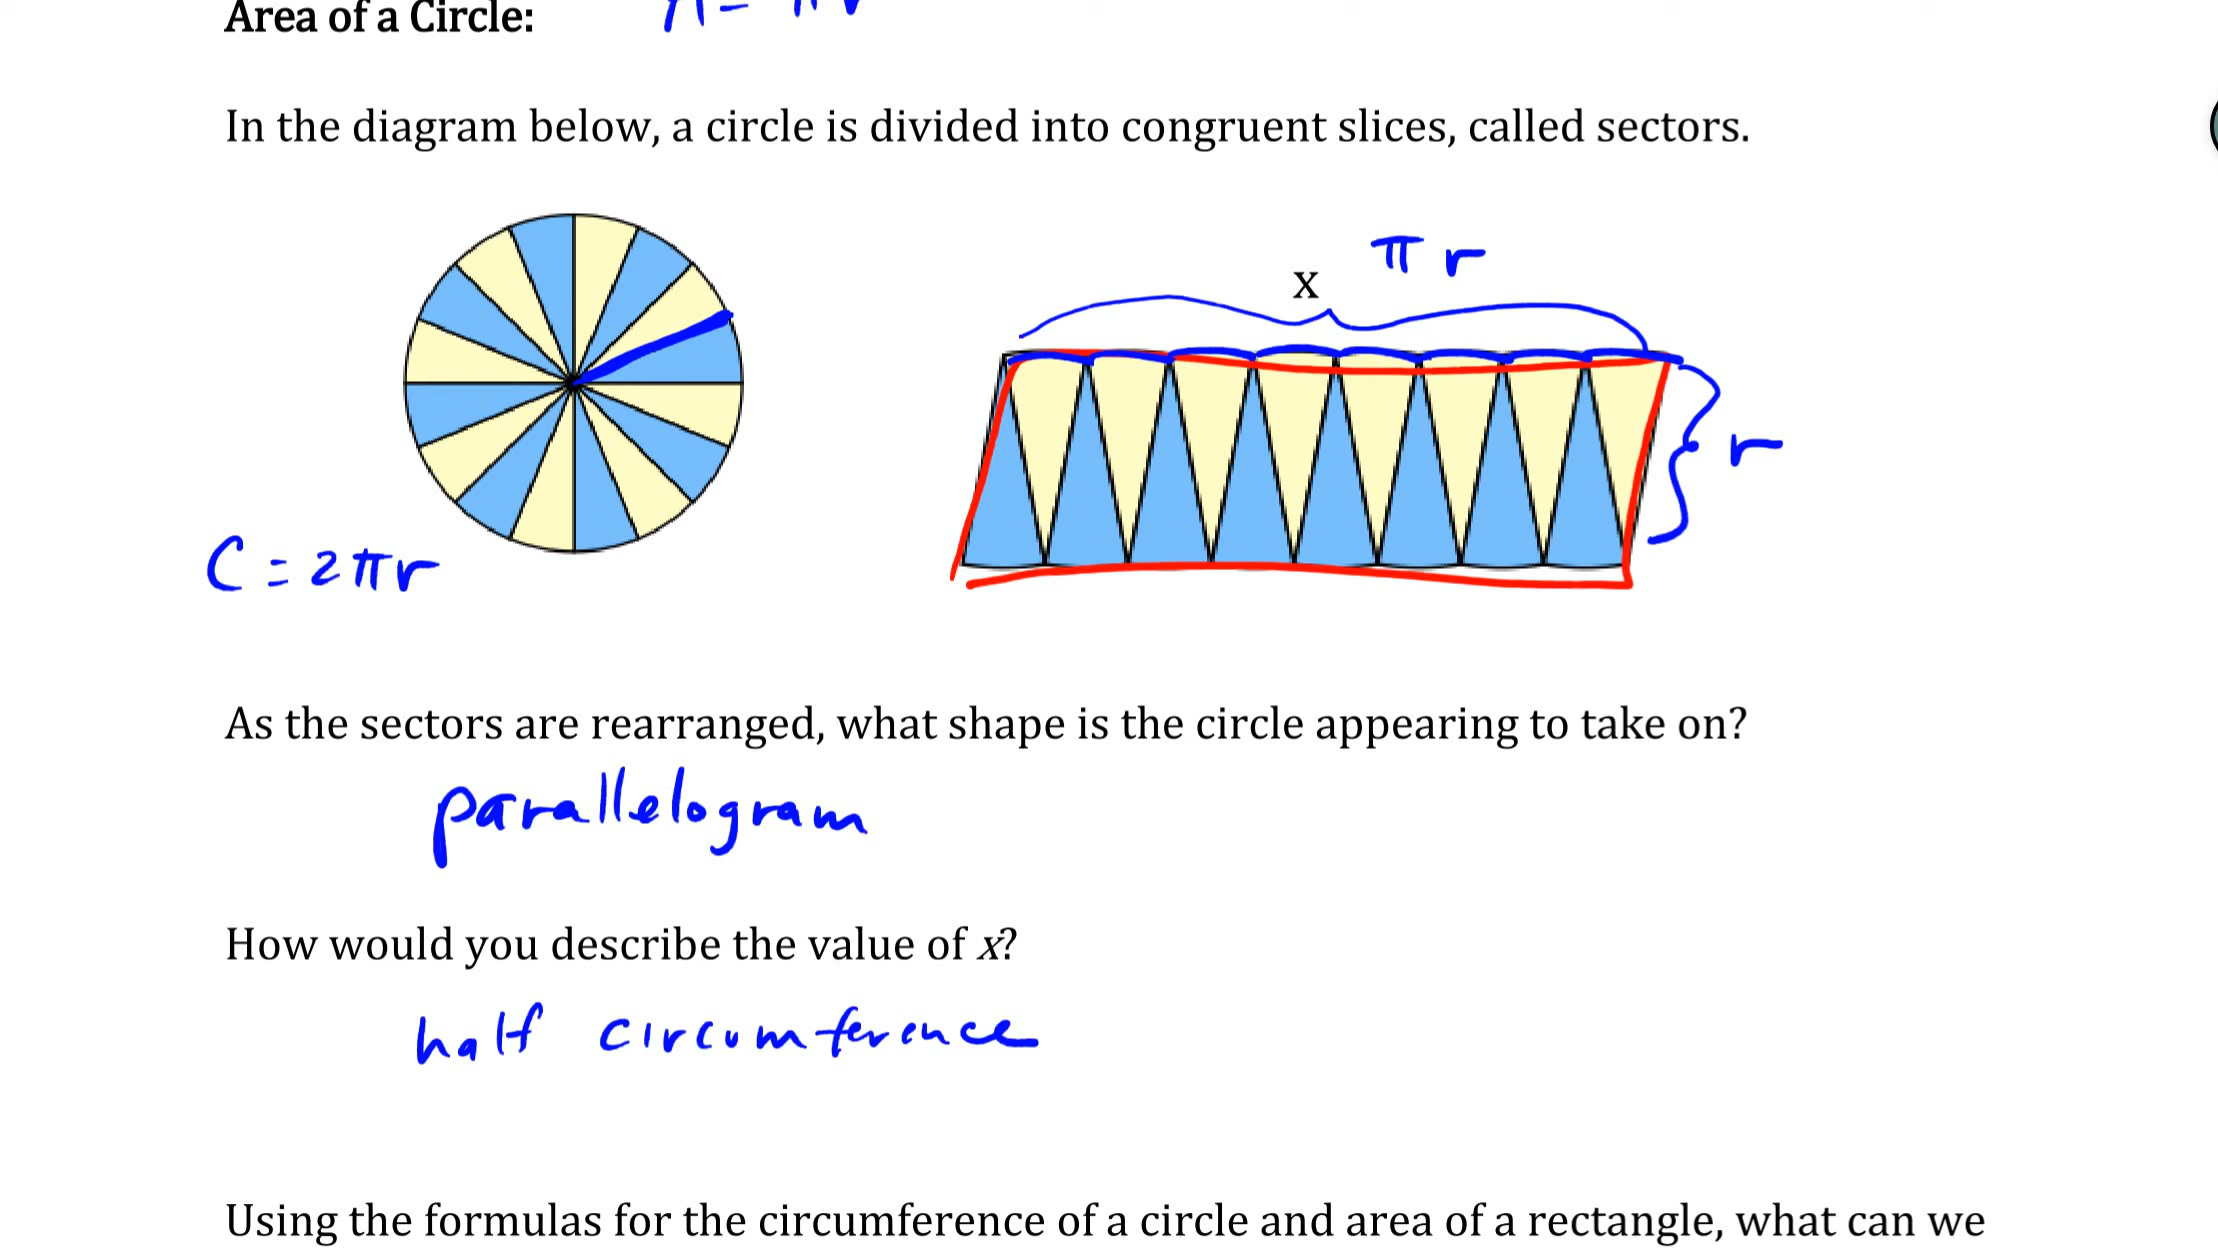 Area of a Circle: A = πr
In the diagram below, a circle is divided into congruent slices, called sectors.
π r
x
r
C = 2πr
As the sectors are rearranged, what shape is the circle appearing to take on?
parallelogram
How would you describe the value of x?
half circumference
Using the formulas for the circumference of a circle and area of a rectangle, what can we